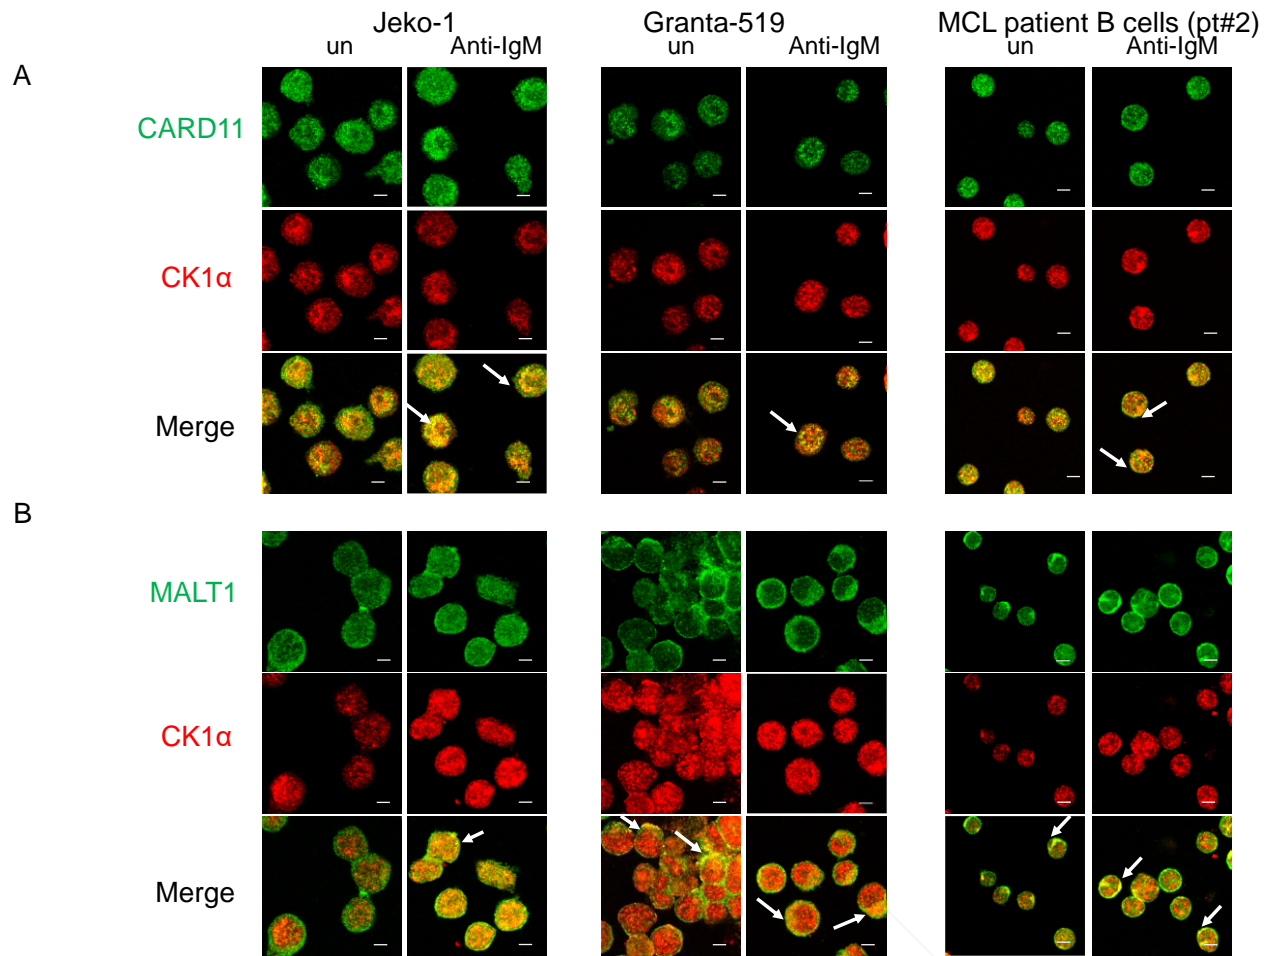 Jeko-1 Granta-519 MCL patient B cells (pt#2)
un Anti-IgM un Anti-IgM un Anti-IgM
A
CARD11
CK1α
Merge
B
MALT1
CK1α
Merge